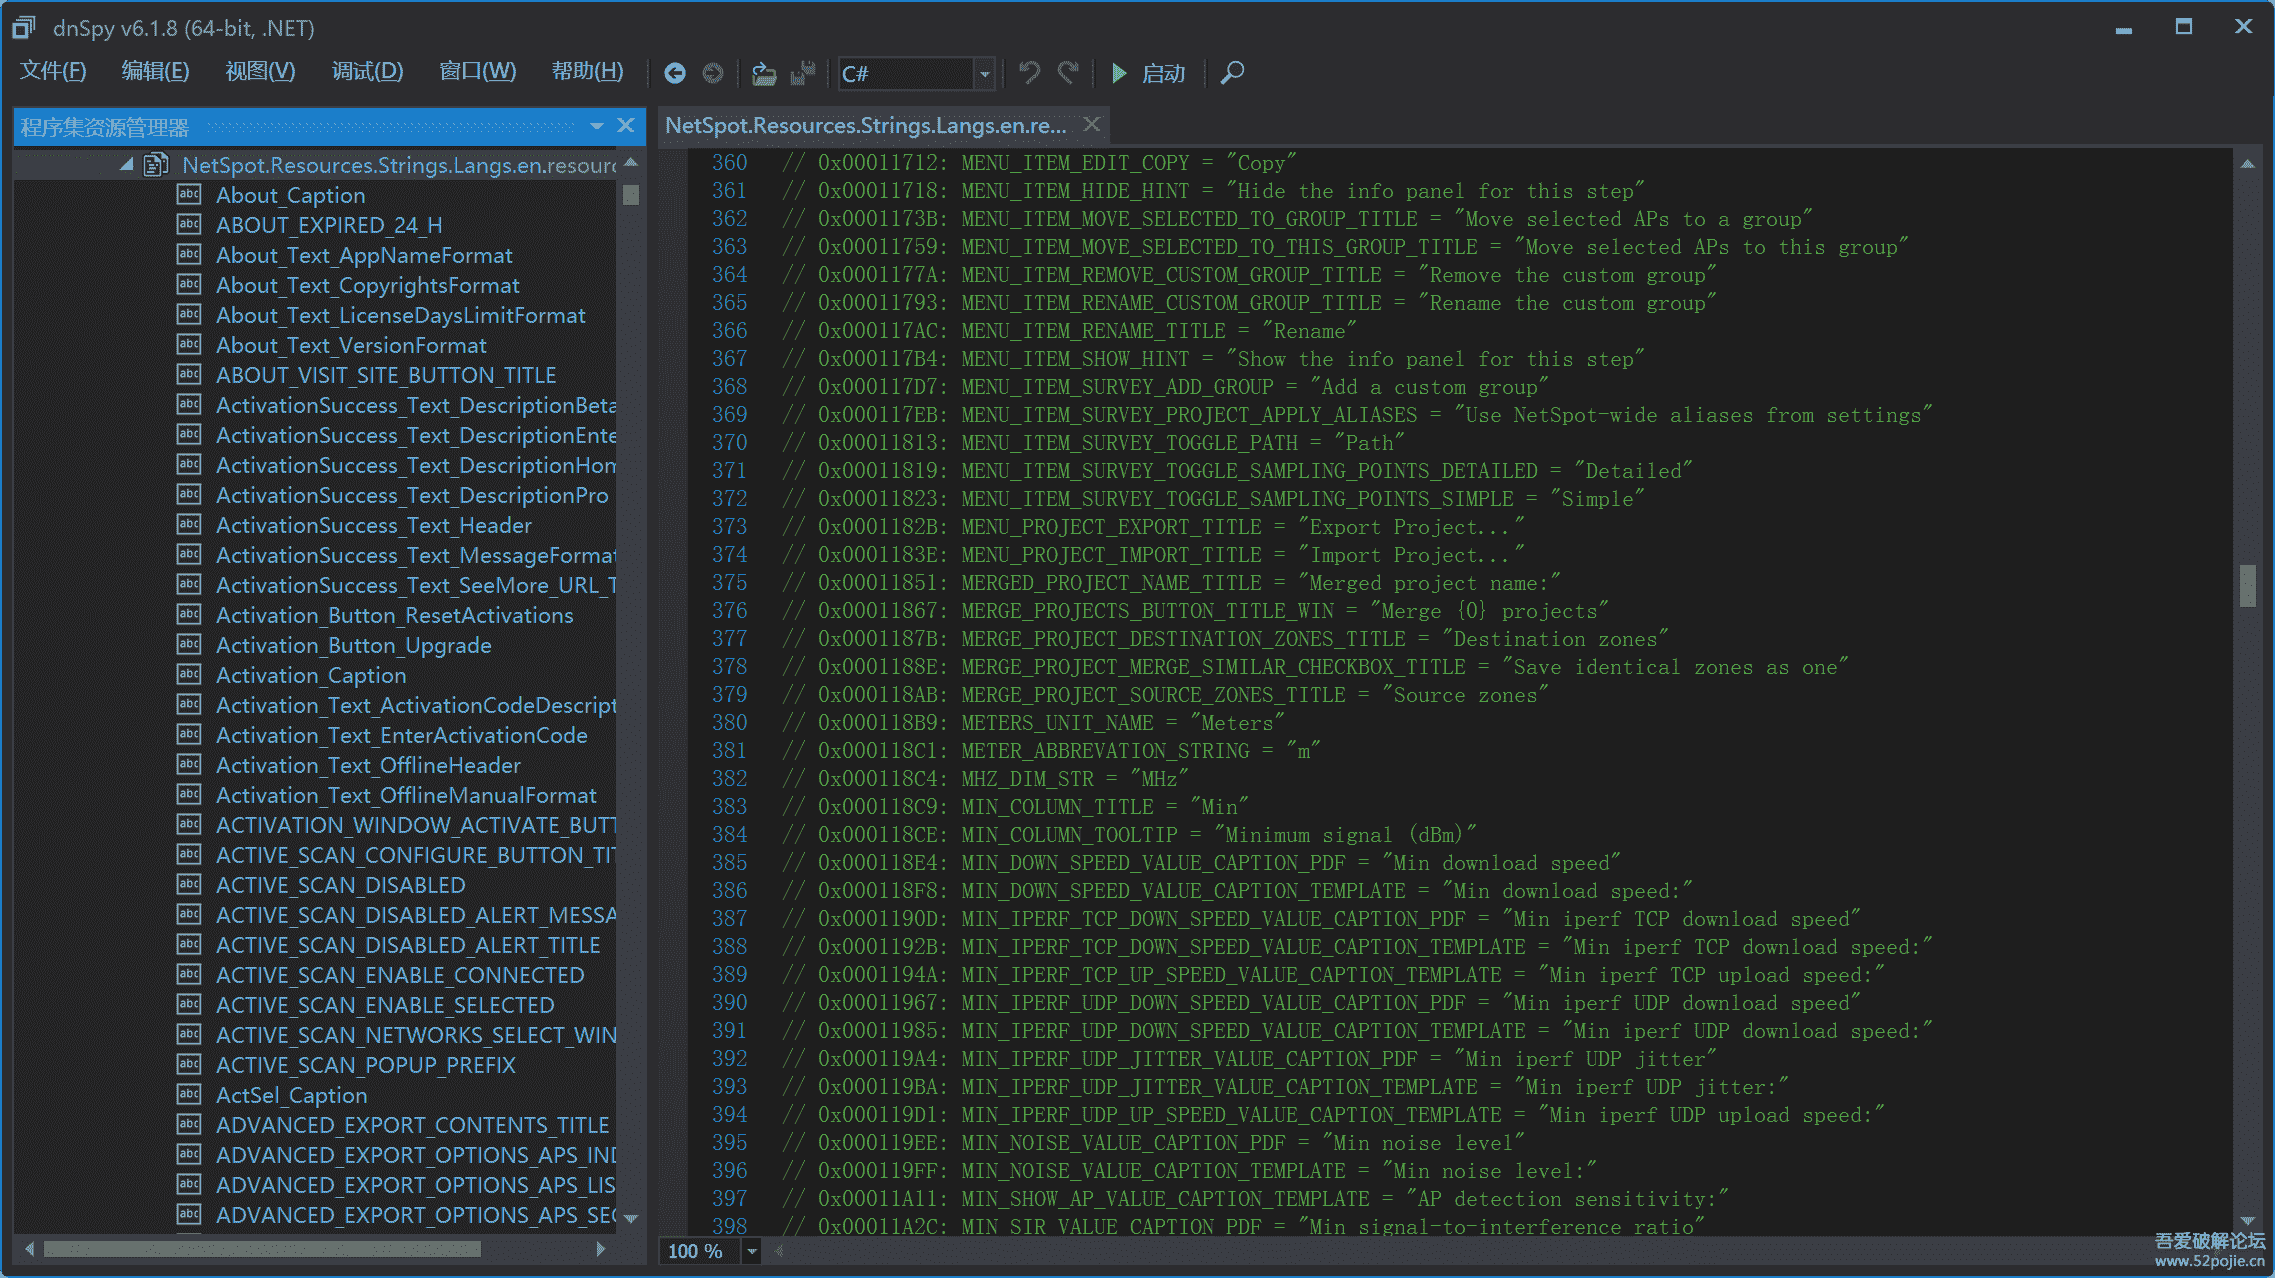 dnSpy v6.1.8 (64-bit, .NET)
文件(F) 编辑(E) 视图(V) 调试(D) 窗口(W) 帮助(H) C# 启动
程序集资源管理器
NetSpot.Resources.Strings.Langs.en.resourc
About_Caption
ABOUT_EXPIRED_24_H
About_Text_AppNameFormat
About_Text_CopyrightsFormat
About_Text_LicenseDaysLimitFormat
About_Text_VersionFormat
ABOUT_VISIT_SITE_BUTTON_TITLE
ActivationSuccess_Text_DescriptionBeta
ActivationSuccess_Text_DescriptionEnte
ActivationSuccess_Text_DescriptionHom
ActivationSuccess_Text_DescriptionPro
ActivationSuccess_Text_Header
ActivationSuccess_Text_MessageFormat
ActivationSuccess_Text_SeeMore_URL_T
Activation_Button_ResetActivations
Activation_Button_Upgrade
Activation_Caption
Activation_Text_ActivationCodeDescript
Activation_Text_EnterActivationCode
Activation_Text_OfflineHeader
Activation_Text_OfflineManualFormat
ACTIVATION_WINDOW_ACTIVATE_BUTT
ACTIVE_SCAN_CONFIGURE_BUTTON_TIT
ACTIVE_SCAN_DISABLED
ACTIVE_SCAN_DISABLED_ALERT_MESSA
ACTIVE_SCAN_DISABLED_ALERT_TITLE
ACTIVE_SCAN_ENABLE_CONNECTED
ACTIVE_SCAN_ENABLE_SELECTED
ACTIVE_SCAN_NETWORKS_SELECT_WIN
ACTIVE_SCAN_POPUP_PREFIX
ActSel_Caption
ADVANCED_EXPORT_CONTENTS_TITLE
ADVANCED_EXPORT_OPTIONS_APS_IND
ADVANCED_EXPORT_OPTIONS_APS_LIS
ADVANCED_EXPORT_OPTIONS_APS_SEC
NetSpot.Resources.Strings.Langs.en.re...
360 // 0x00011712: MENU_ITEM_EDIT_COPY = "Copy"
361 // 0x00011718: MENU_ITEM_HIDE_HINT = "Hide the info panel for this step"
362 // 0x0001173B: MENU_ITEM_MOVE_SELECTED_TO_GROUP_TITLE = "Move selected APs to a group"
363 // 0x00011759: MENU_ITEM_MOVE_SELECTED_TO_THIS_GROUP_TITLE = "Move selected APs to this group"
364 // 0x0001177A: MENU_ITEM_REMOVE_CUSTOM_GROUP_TITLE = "Remove the custom group"
365 // 0x00011793: MENU_ITEM_RENAME_CUSTOM_GROUP_TITLE = "Rename the custom group"
366 // 0x000117AC: MENU_ITEM_RENAME_TITLE = "Rename"
367 // 0x000117B4: MENU_ITEM_SHOW_HINT = "Show the info panel for this step"
368 // 0x000117D7: MENU_ITEM_SURVEY_ADD_GROUP = "Add a custom group"
369 // 0x000117EB: MENU_ITEM_SURVEY_PROJECT_APPLY_ALIASES = "Use NetSpot-wide aliases from settings"
370 // 0x00011813: MENU_ITEM_SURVEY_TOGGLE_PATH = "Path"
371 // 0x00011819: MENU_ITEM_SURVEY_TOGGLE_SAMPLING_POINTS_DETAILED = "Detailed"
372 // 0x00011823: MENU_ITEM_SURVEY_TOGGLE_SAMPLING_POINTS_SIMPLE = "Simple"
373 // 0x0001182B: MENU_PROJECT_EXPORT_TITLE = "Export Project..."
374 // 0x0001183E: MENU_PROJECT_IMPORT_TITLE = "Import Project..."
375 // 0x00011851: MERGED_PROJECT_NAME_TITLE = "Merged project name:"
376 // 0x00011867: MERGE_PROJECTS_BUTTON_TITLE_WIN = "Merge {0} projects"
377 // 0x0001187B: MERGE_PROJECT_DESTINATION_ZONES_TITLE = "Destination zones"
378 // 0x0001188E: MERGE_PROJECT_MERGE_SIMILAR_CHECKBOX_TITLE = "Save identical zones as one"
379 // 0x000118AB: MERGE_PROJECT_SOURCE_ZONES_TITLE = "Source zones"
380 // 0x000118B9: METERS_UNIT_NAME = "Meters"
381 // 0x000118C1: METER_ABBREVATION_STRING = "m"
382 // 0x000118C4: MHZ_DIM_STR = "MHz"
383 // 0x000118C9: MIN_COLUMN_TITLE = "Min"
384 // 0x000118CE: MIN_COLUMN_TOOLTIP = "Minimum signal (dBm)"
385 // 0x000118E4: MIN_DOWN_SPEED_VALUE_CAPTION_PDF = "Min download speed"
386 // 0x000118F8: MIN_DOWN_SPEED_VALUE_CAPTION_TEMPLATE = "Min download speed:"
387 // 0x0001190D: MIN_IPERF_TCP_DOWN_SPEED_VALUE_CAPTION_PDF = "Min iperf TCP download speed"
388 // 0x0001192B: MIN_IPERF_TCP_DOWN_SPEED_VALUE_CAPTION_TEMPLATE = "Min iperf TCP download speed:"
389 // 0x0001194A: MIN_IPERF_TCP_UP_SPEED_VALUE_CAPTION_TEMPLATE = "Min iperf TCP upload speed:"
390 // 0x00011967: MIN_IPERF_UDP_DOWN_SPEED_VALUE_CAPTION_PDF = "Min iperf UDP download speed"
391 // 0x00011985: MIN_IPERF_UDP_DOWN_SPEED_VALUE_CAPTION_TEMPLATE = "Min iperf UDP download speed:"
392 // 0x000119A4: MIN_IPERF_UDP_JITTER_VALUE_CAPTION_PDF = "Min iperf UDP jitter"
393 // 0x000119BA: MIN_IPERF_UDP_JITTER_VALUE_CAPTION_TEMPLATE = "Min iperf UDP jitter:"
394 // 0x000119D1: MIN_IPERF_UDP_UP_SPEED_VALUE_CAPTION_TEMPLATE = "Min iperf UDP upload speed:"
395 // 0x000119EE: MIN_NOISE_VALUE_CAPTION_PDF = "Min noise level"
396 // 0x000119FF: MIN_NOISE_VALUE_CAPTION_TEMPLATE = "Min noise level:"
397 // 0x00011A11: MIN_SHOW_AP_VALUE_CAPTION_TEMPLATE = "AP detection sensitivity:"
398 // 0x00011A2C: MIN_SIR_VALUE_CAPTION_PDF = "Min signal-to-interference ratio"
100 %
吾爱破解论坛
www.52pojie.cn